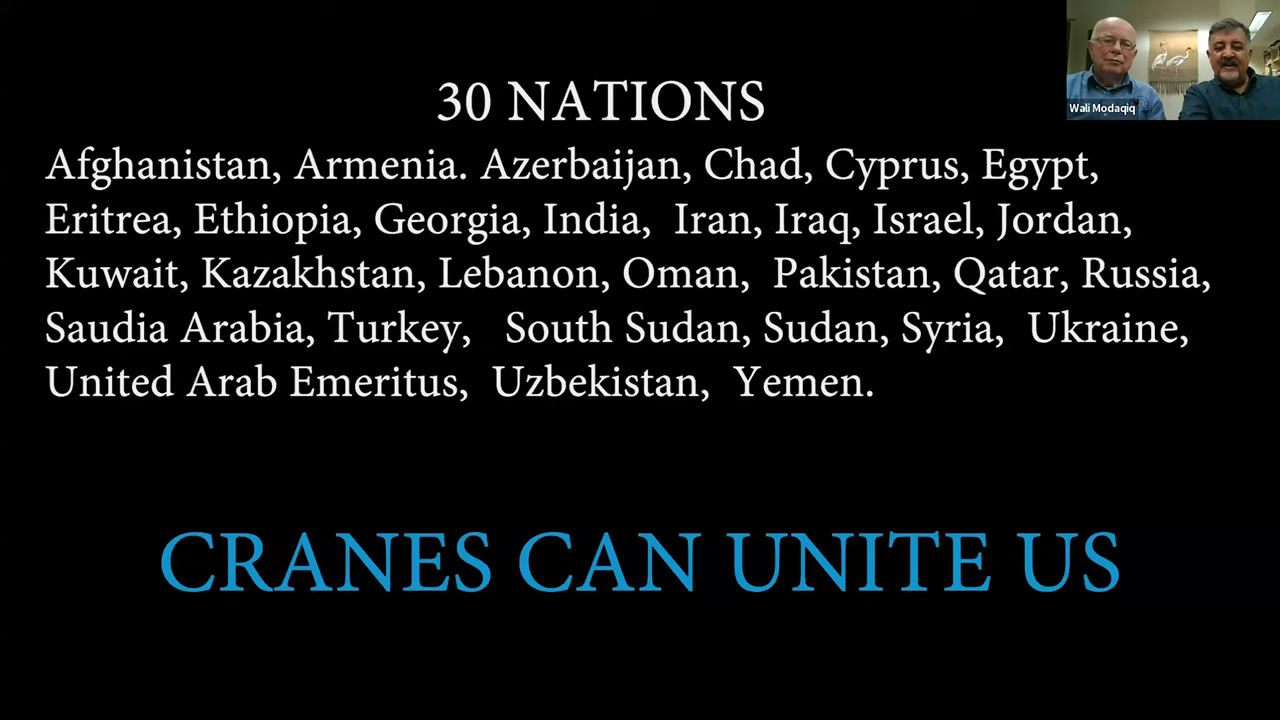 30 NATIONS
Afghanistan, Armenia. Azerbaijan, Chad, Cyprus, Egypt,
Eritrea, Ethiopia, Georgia, India, Iran, Iraq, Israel, Jordan,
Kuwait, Kazakhstan, Lebanon, Oman, Pakistan, Qatar, Russia,
Saudia Arabia, Turkey, South Sudan, Sudan, Syria, Ukraine,
United Arab Emeritus, Uzbekistan, Yemen.
CRANES CAN UNITE US
Wali Modaqiq